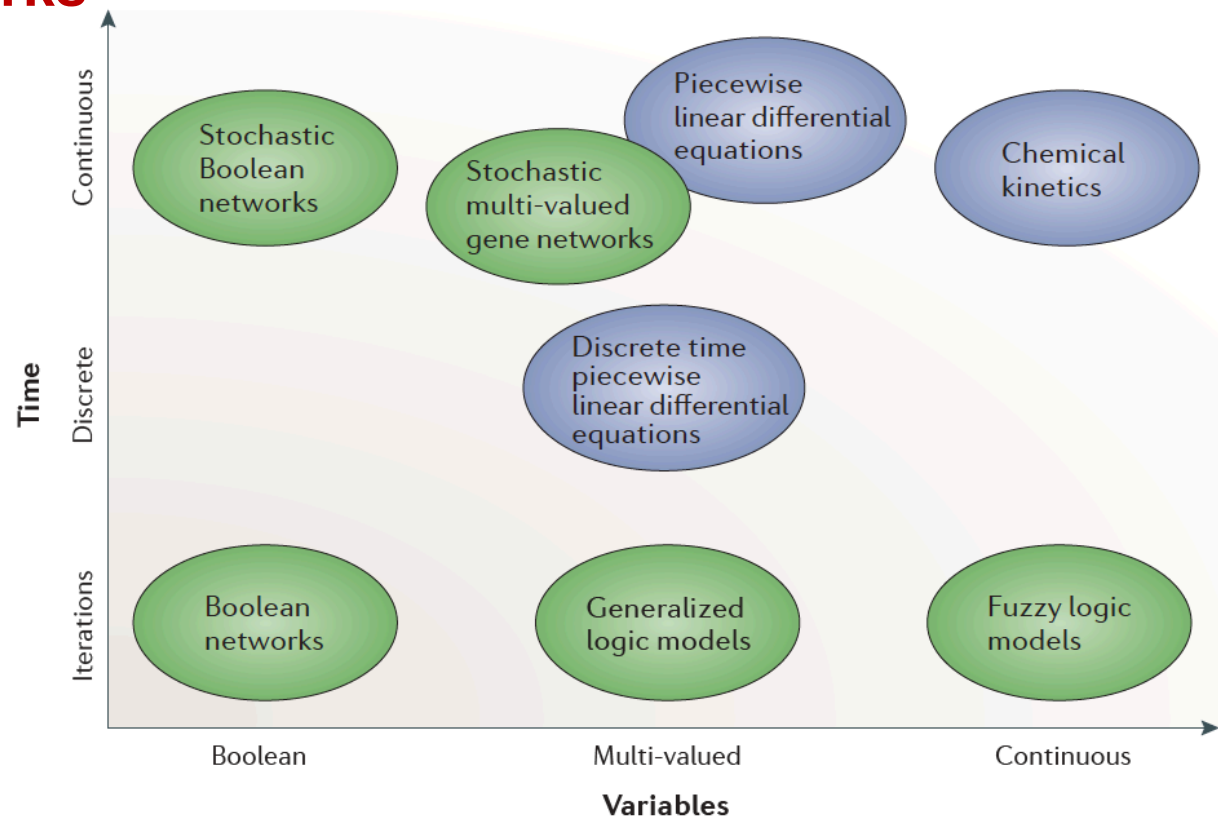 Continuous
Discrete
Iterations
Time
Stochastic
Boolean
networks
Stochastic
multi-valued
gene networks
Piecewise
linear differential
equations
Chemical
kinetics
Discrete time
piecewise
linear differential
equations
Boolean
networks
Generalized
logic models
Fuzzy logic
models
Boolean
Multi-valued
Continuous
Variables